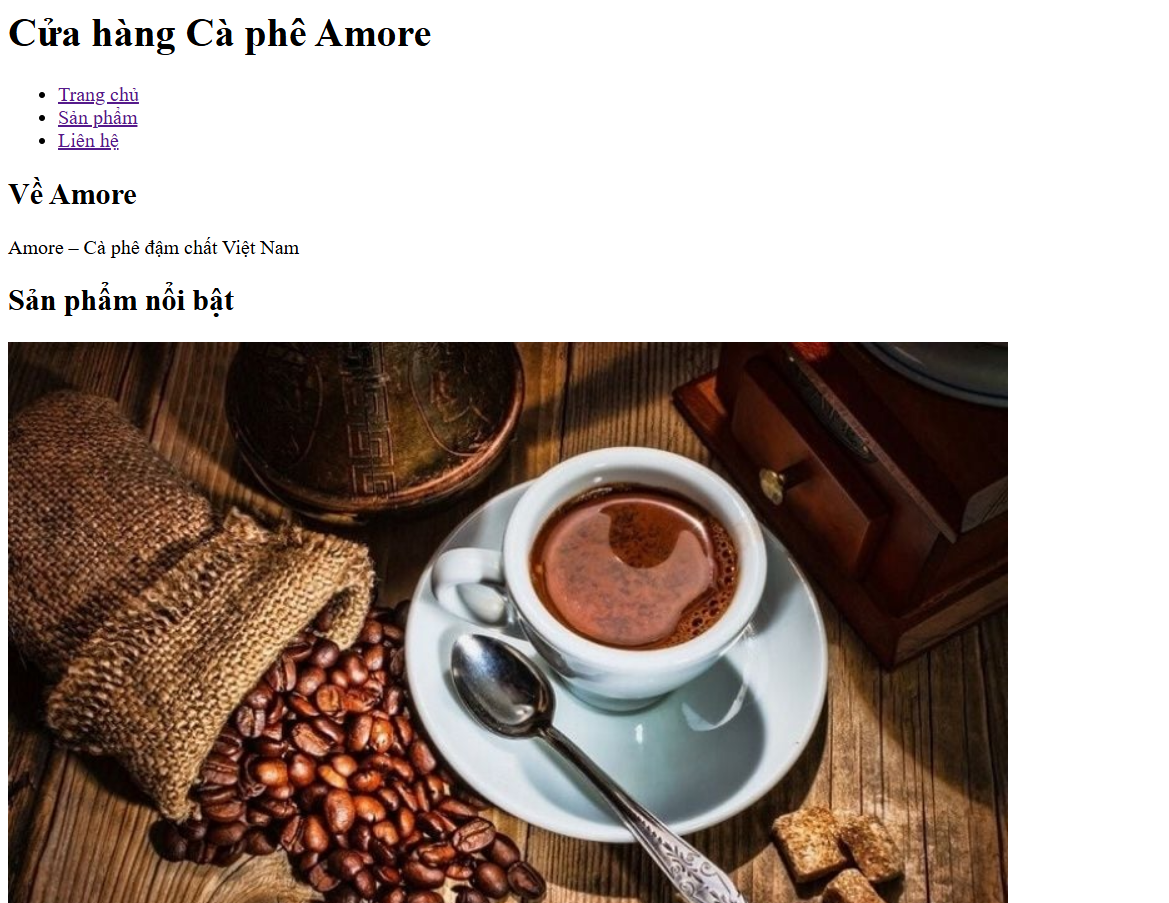 Cửa hàng Cà phê Amore
Trang chủ
Sản phẩm
Liên hệ
Về Amore
Amore – Cà phê đậm chất Việt Nam
Sản phẩm nổi bật